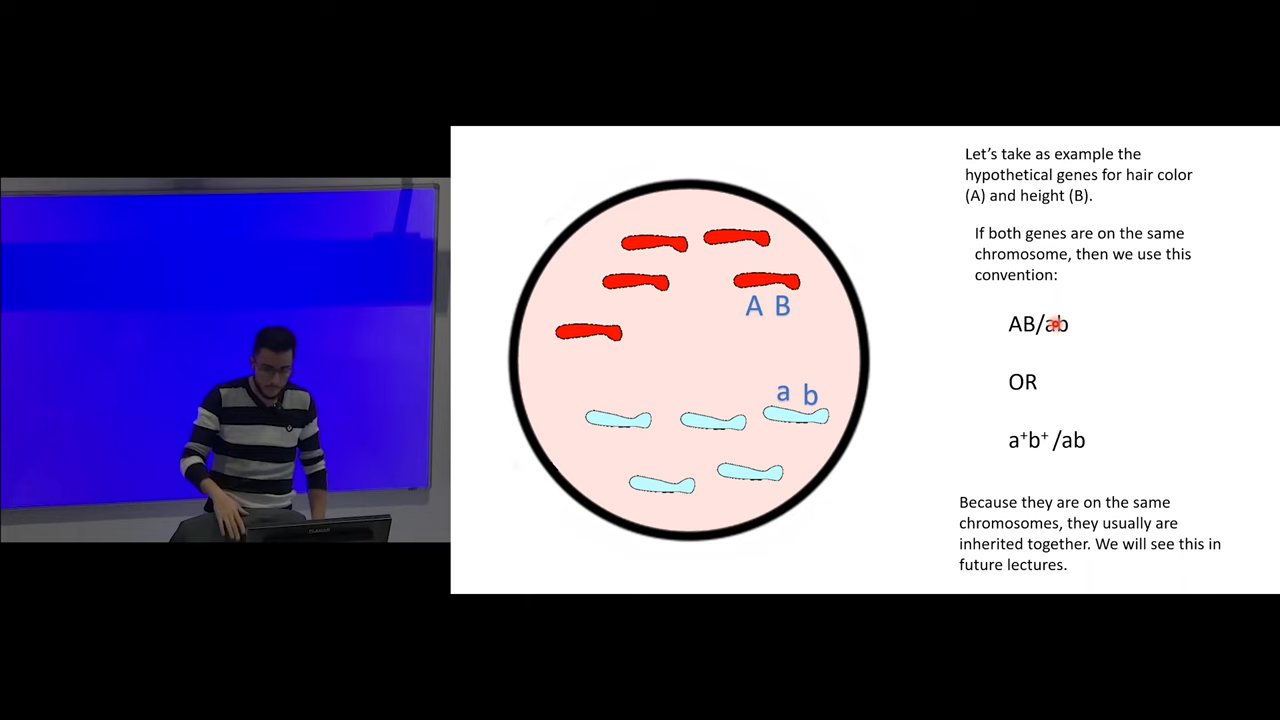 Let’s take as example the
hypothetical genes for hair color
(A) and height (B).
If both genes are on the same
chromosome, then we use this
convention:
A B
AB/ab
OR
a b
a⁺b⁺ /ab
Because they are on the same
chromosomes, they usually are
inherited together. We will see this in
future lectures.
PLANAR